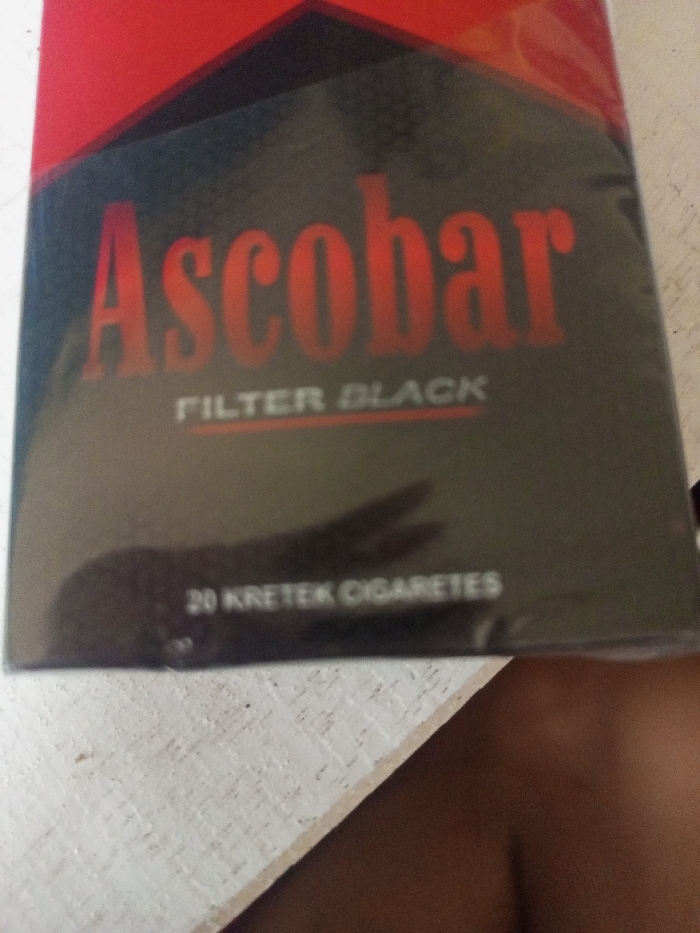 Ascobar
FILTER BLACK
20 KRETEK CIGARETES